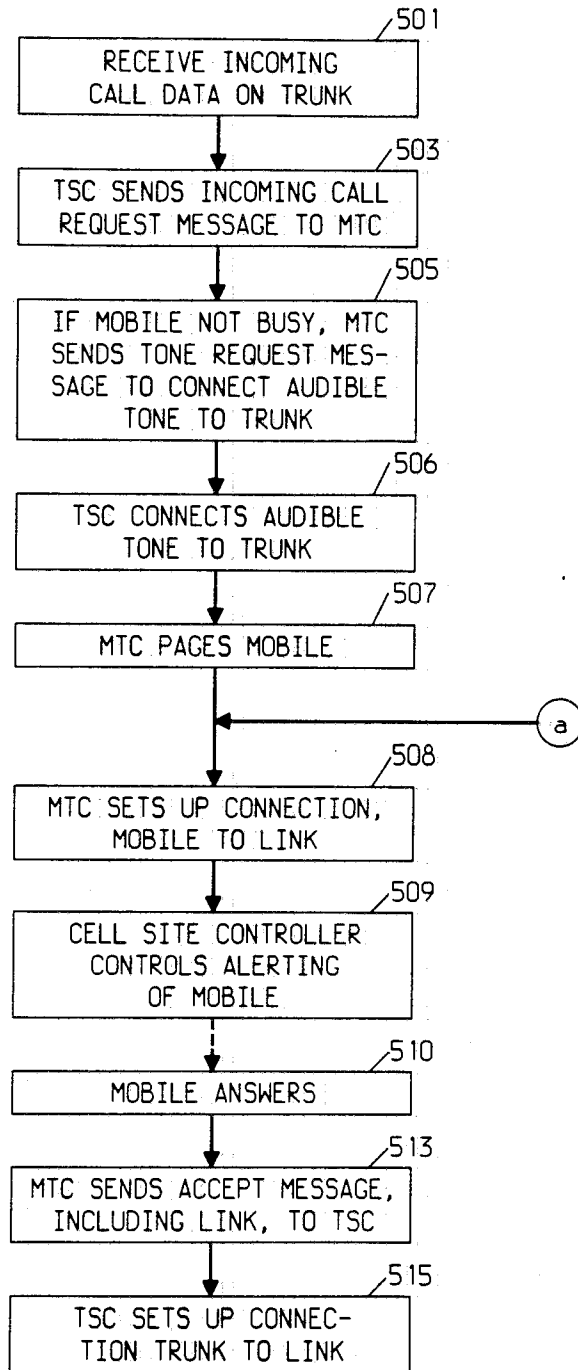 501
RECEIVE INCOMING
CALL DATA ON TRUNK
503
TSC SENDS INCOMING CALL
REQUEST MESSAGE TO MTC
505
IF MOBILE NOT BUSY, MTC
SENDS TONE REQUEST MES-
SAGE TO CONNECT AUDIBLE
TONE TO TRUNK
506
TSC CONNECTS AUDIBLE
TONE TO TRUNK
507
MTC PAGES MOBILE
a
508
MTC SETS UP CONNECTION,
MOBILE TO LINK
509
CELL SITE CONTROLLER
CONTROLS ALERTING
OF MOBILE
510
MOBILE ANSWERS
513
MTC SENDS ACCEPT MESSAGE,
INCLUDING LINK, TO TSC
515
TSC SETS UP CONNEC-
TION TRUNK TO LINK